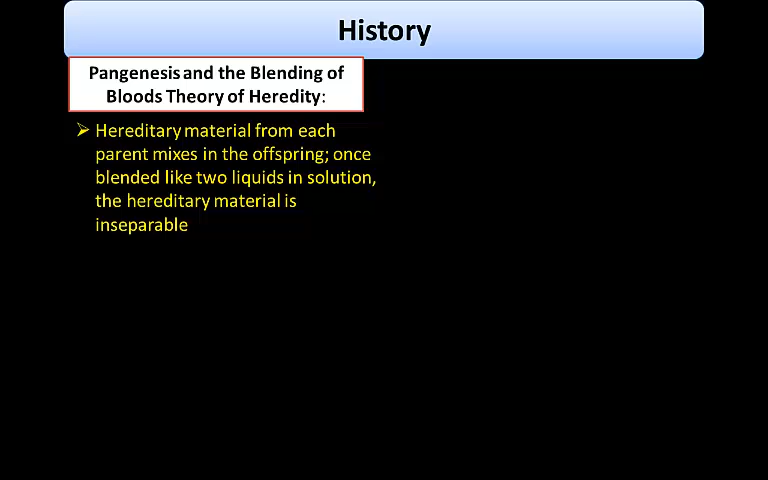 History
Pangenesis and the Blending of
Bloods Theory of Heredity:
Hereditary material from each
parent mixes in the offspring; once
blended like two liquids in solution,
the hereditary material is
inseparable